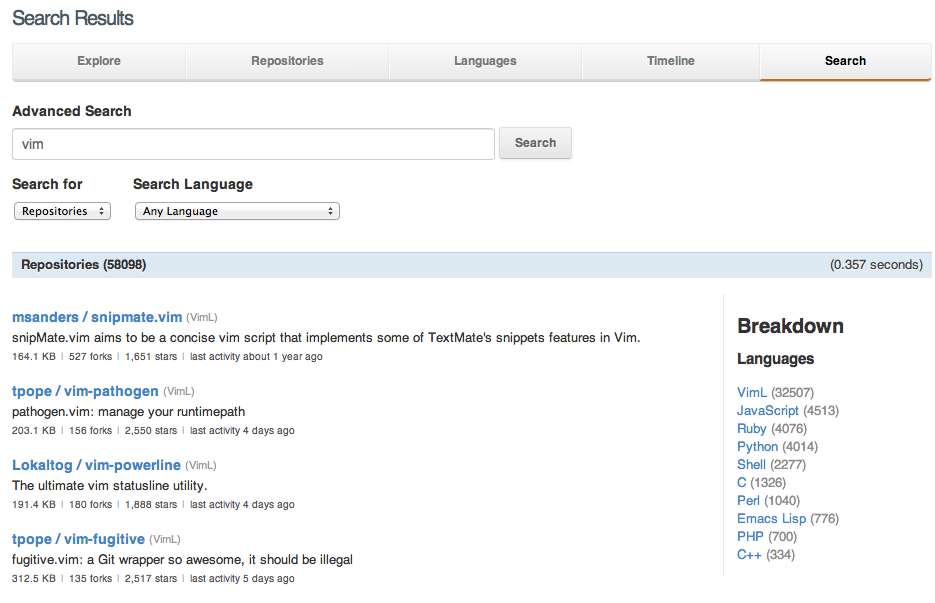 Search Results
Explore Repositories Languages Timeline Search
Advanced Search
vim Search
Search for Search Language
Repositories Any Language
Repositories (58098) (0.357 seconds)
msanders / snipmate.vim (VimL)
snipMate.vim aims to be a concise vim script that implements some of TextMate's snippets features in Vim.
164.1 KB | 527 forks | 1,651 stars | last activity about 1 year ago
tpope / vim-pathogen (VimL)
pathogen.vim: manage your runtimepath
203.1 KB | 156 forks | 2,550 stars | last activity 4 days ago
Lokaltog / vim-powerline (VimL)
The ultimate vim statusline utility.
191.4 KB | 180 forks | 1,888 stars | last activity 4 days ago
tpope / vim-fugitive (VimL)
fugitive.vim: a Git wrapper so awesome, it should be illegal
312.5 KB | 135 forks | 2,517 stars | last activity 5 days ago
Breakdown
Languages
VimL (32507)
JavaScript (4513)
Ruby (4076)
Python (4014)
Shell (2277)
C (1326)
Perl (1040)
Emacs Lisp (776)
PHP (700)
C++ (334)